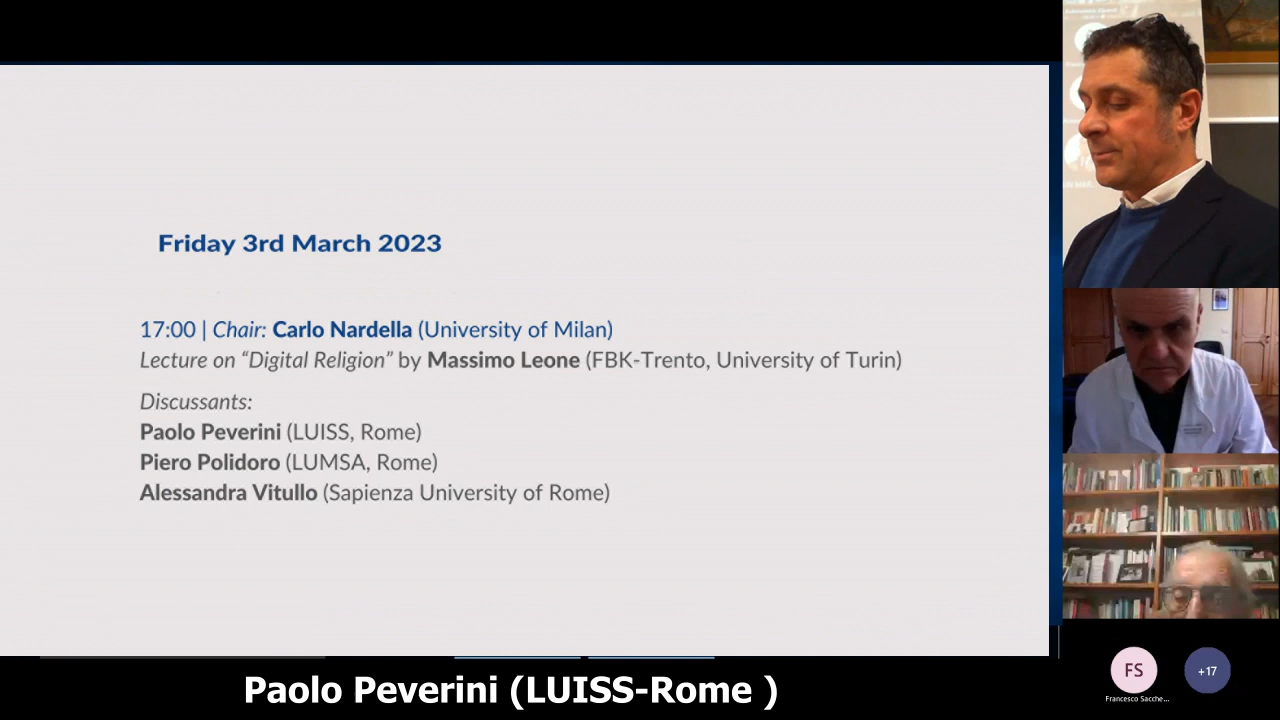 Friday 3rd March 2023
17:00 | Chair: Carlo Nardella (University of Milan)
Lecture on “Digital Religion” by Massimo Leone (FBK-Trento, University of Turin)
Discussants:
Paolo Peverini (LUISS, Rome)
Piero Polidoro (LUMSA, Rome)
Alessandra Vitullo (Sapienza University of Rome)
FS
+17
Francesco Sacche...
Paolo Peverini (LUISS-Rome )